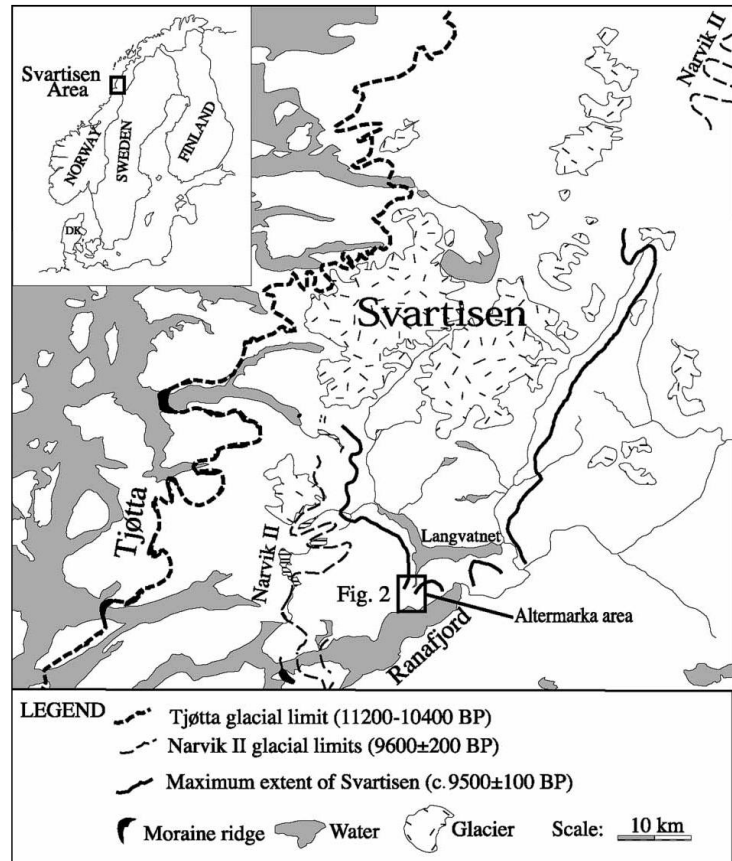 Svartisen
Area
NORWAY
SWEDEN
FINLAND
DK
Narvik II
Svartisen
Tjøtta
Narvik II
Langvatnet
Fig. 2
Altermarka area
Ranafjord
LEGEND
Tjøtta glacial limit (11200-10400 BP)
Narvik II glacial limits (9600±200 BP)
Maximum extent of Svartisen (c. 9500±100 BP)
Moraine ridge Water Glacier Scale: 10 km